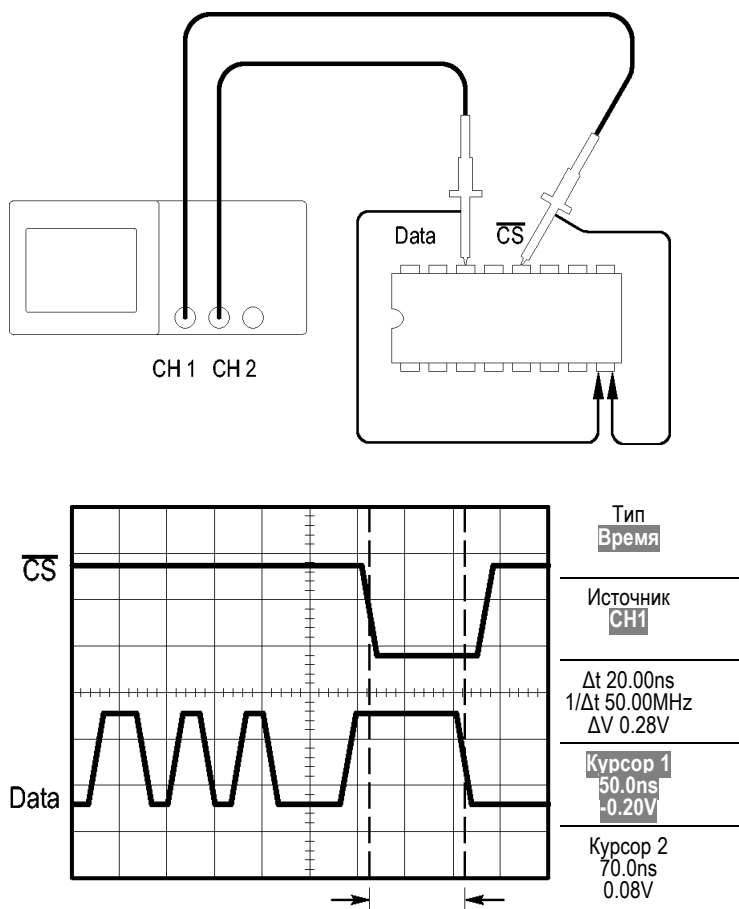 Data
CS
CH 1 CH 2
CS
Data
Тип
Время
Источник
CH1
Δt 20.00ns
1/Δt 50.00MHz
ΔV 0.28V
Курсор 1
50.0ns
-0.20V
Курсор 2
70.0ns
0.08V